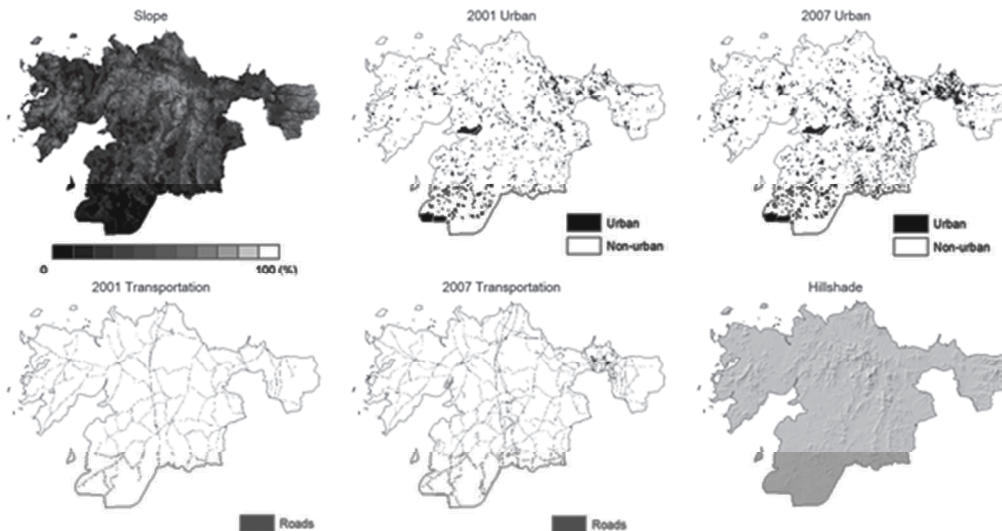 Slope
2001 Urban
2007 Urban
Urban
Non-urban
Urban
Non-urban
0
100 (%)
2001 Transportation
2007 Transportation
Hillshade
Roads
Roads